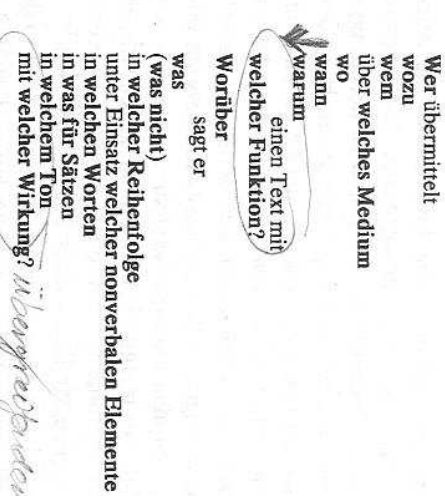 Wer übermittelt
wozu
wem
über welches Medium
wo
wann
warum
einen Text mit
welcher Funktion?
Worüber
sagt er
was
(was nicht)
in welcher Reihenfolge
unter Einsatz welcher nonverbalen Elemente
in welchen Worten
in was für Sätzen
in welchem Ton
mit welcher Wirkung?